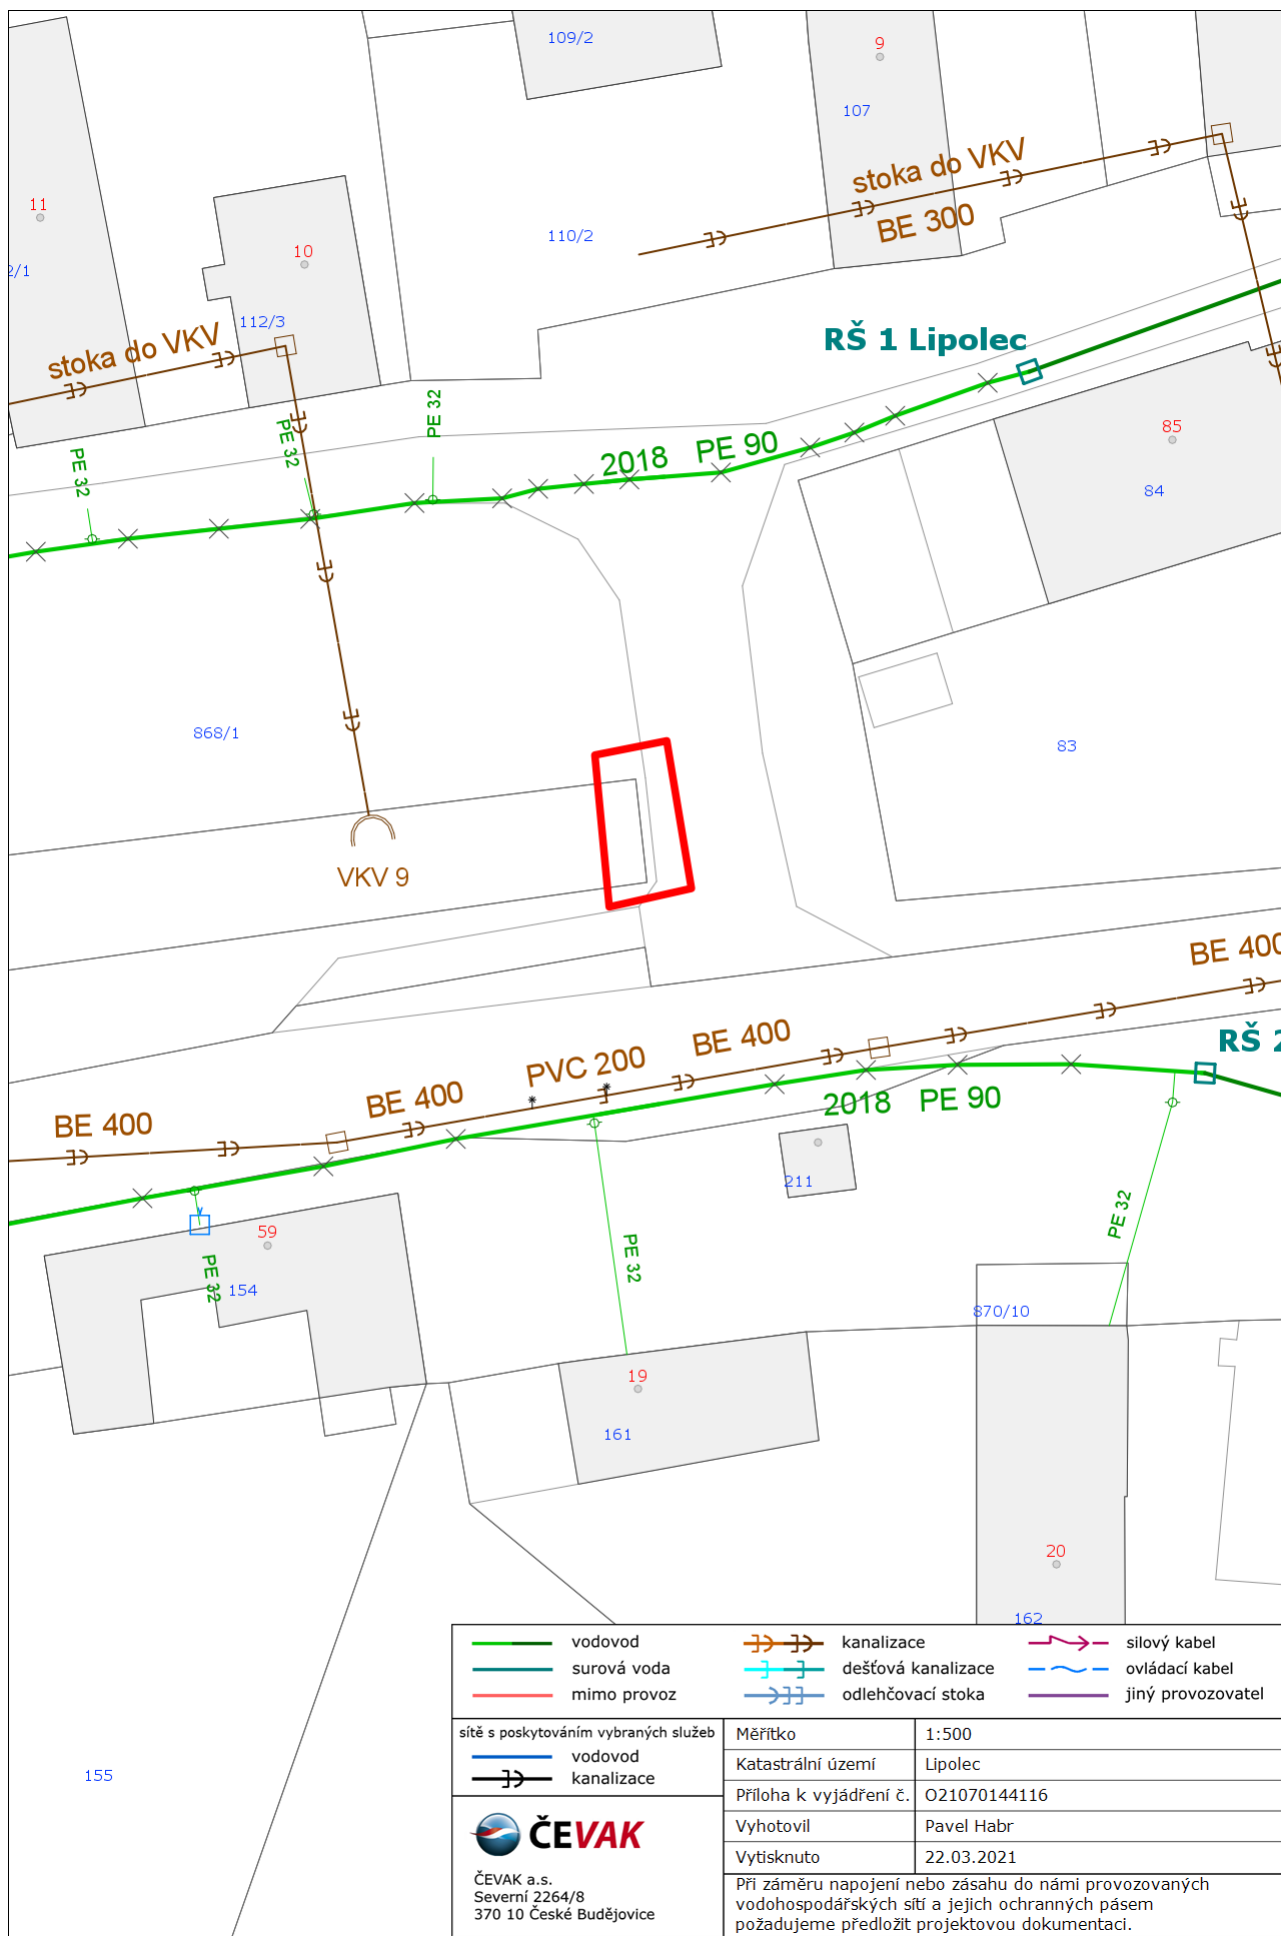 109/2
9
107
stoka do VKV
BE 300
11
10
110/2
2/1
112/3
stoka do VKV
RŠ 1 Lipolec
PE 32
PE 32
PE 32
2018 PE 90
85
84
868/1
83
VKV 9
BE 400
RŠ 2
BE 400
PVC 200
BE 400
BE 400
2018 PE 90
211
PE 32
59
PE 32
154
PE 32
870/10
19
161
20
162
155
vodovod
kanalizace
silový kabel
surová voda
dešťová kanalizace
ovládací kabel
mimo provoz
odlehčovací stoka
jiný provozovatel
sítě s poskytováním vybraných služeb
vodovod
kanalizace
Měřítko 1:500
Katastrální území Lipolec
Příloha k vyjádření č. O21070144116
Vyhotovil Pavel Habr
Vytisknuto 22.03.2021
ČEVAK
ČEVAK a.s.
Severní 2264/8
370 10 České Budějovice
Při záměru napojení nebo zásahu do námi provozovaných
vodohospodářských sítí a jejich ochranných pásem
požadujeme předložit projektovou dokumentaci.